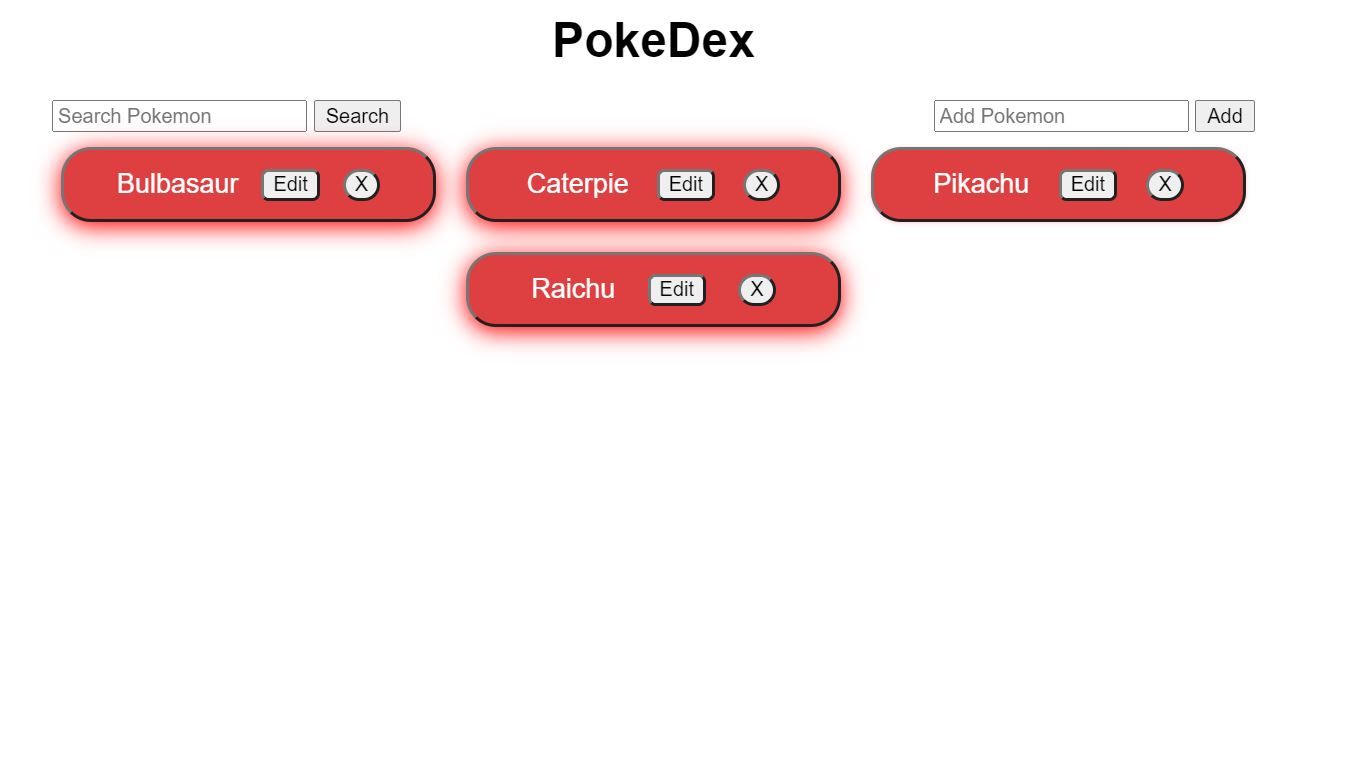 PokeDex
Search Pokemon Search Add Pokemon Add
Bulbasaur Edit X Caterpie Edit X Pikachu Edit X
Raichu Edit X